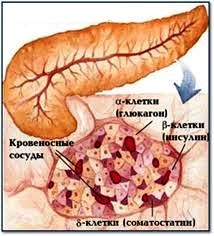 α-клетки
(глюкагон)
β-клетки
(инсулин)
Кровеносные
сосуды
δ-клетки (соматостатин)